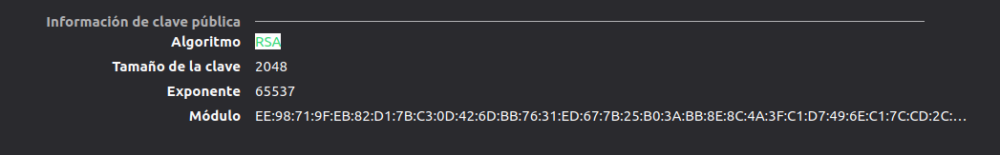 Información de clave pública
Algoritmo RSA
Tamaño de la clave 2048
Exponente 65537
Módulo EE:98:71:9F:EB:82:D1:7B:C3:0D:42:6D:BB:76:31:ED:67:7B:25:B0:3A:BB:8E:8C:4A:3F:C1:D7:49:6E:C1:7C:CD:2C:…